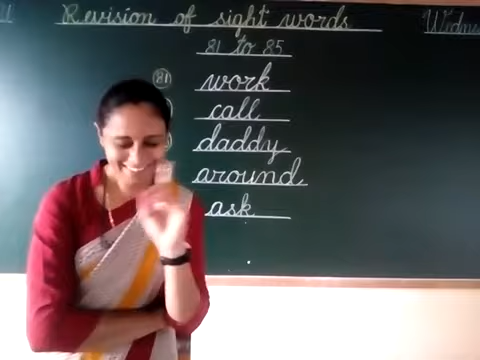 Revision of sight words
81 to 85
81 work
call
daddy
around
ask